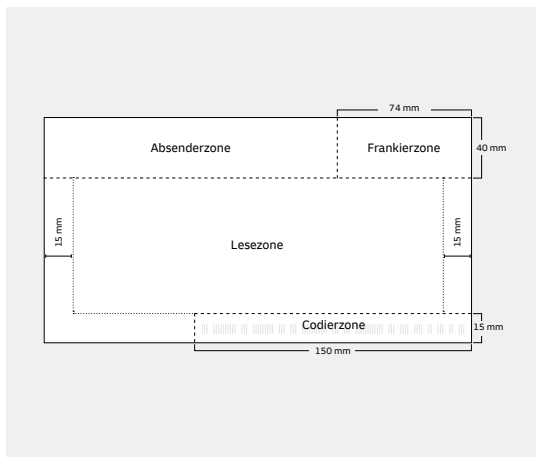 74 mm
Absenderzone
Frankierzone
40 mm
15 mm
15 mm
Lesezone
Codierzone
15 mm
150 mm